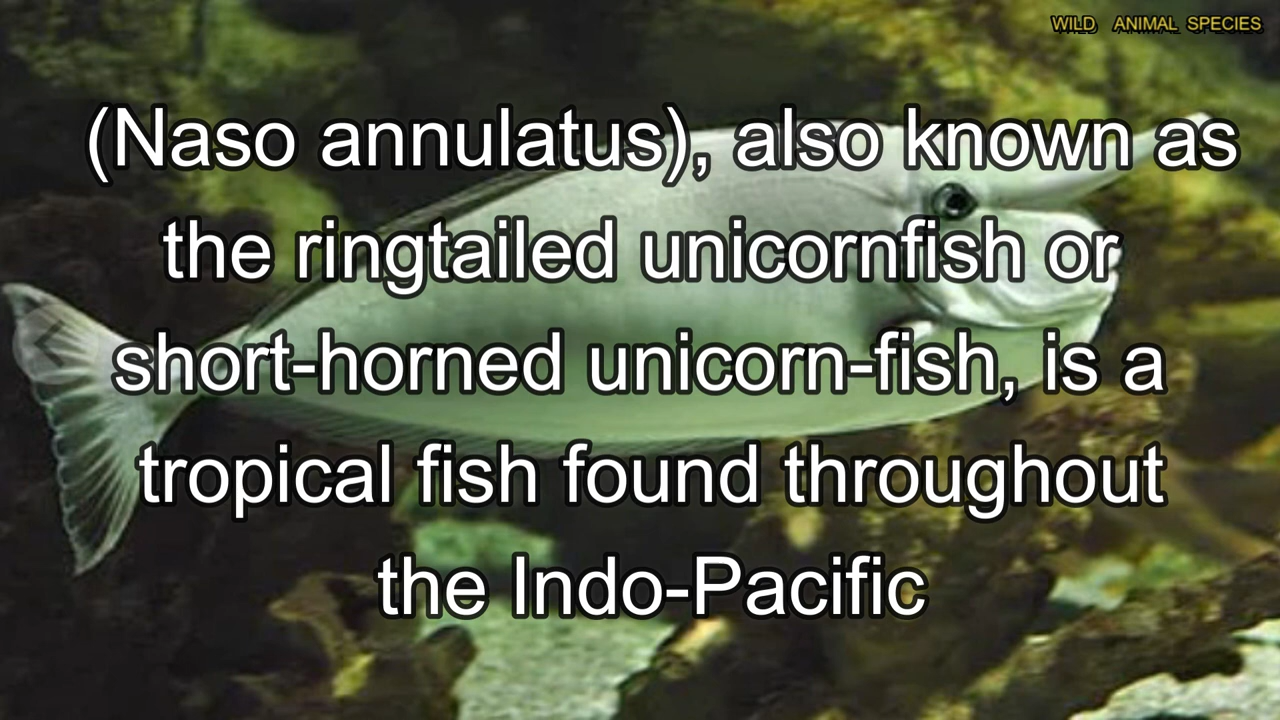 WILD ANIMAL SPECIES
(Naso annulatus), also known as
the ringtailed unicornfish or
short-horned unicorn-fish, is a
tropical fish found throughout
the Indo-Pacific